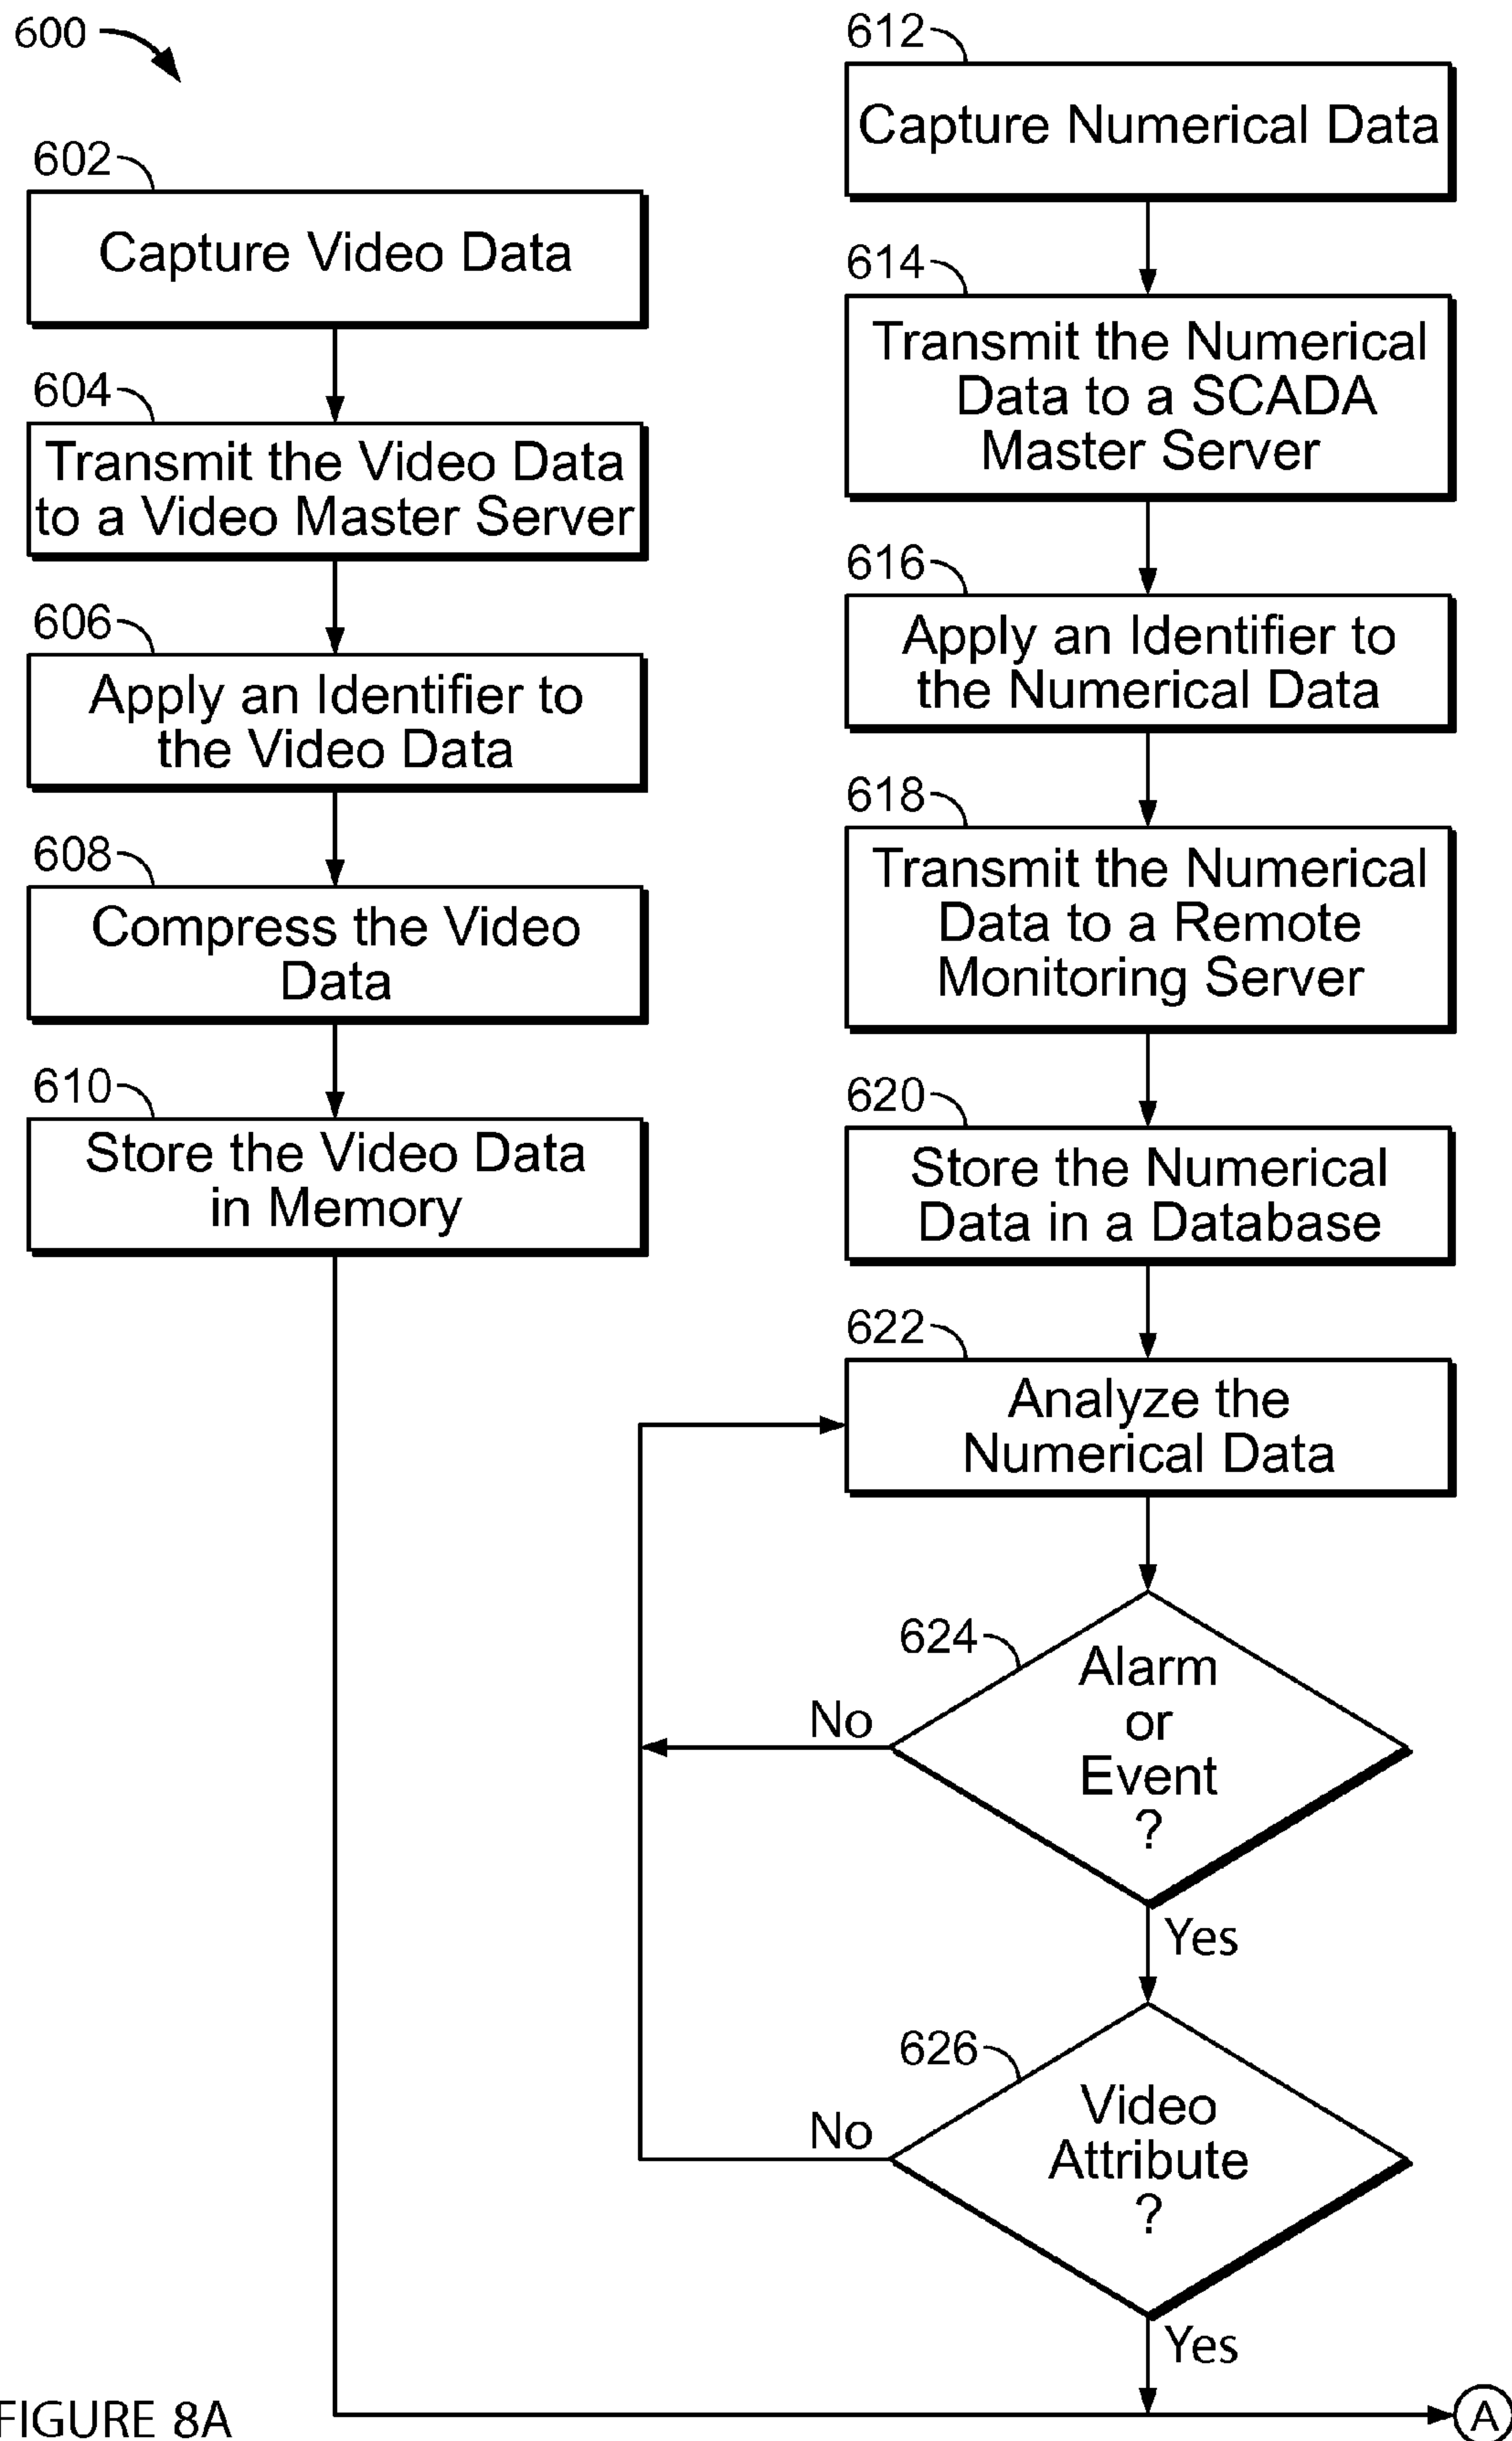 600
602
Capture Video Data
604
Transmit the Video Data
to a Video Master Server
606
Apply an Identifier to
the Video Data
608
Compress the Video
Data
610
Store the Video Data
in Memory
612
Capture Numerical Data
614
Transmit the Numerical
Data to a SCADA
Master Server
616
Apply an Identifier to
the Numerical Data
618
Transmit the Numerical
Data to a Remote
Monitoring Server
620
Store the Numerical
Data in a Database
622
Analyze the
Numerical Data
624
Alarm
or
Event
?
No
Yes
626
Video
Attribute
?
No
Yes
A
FIGURE 8A